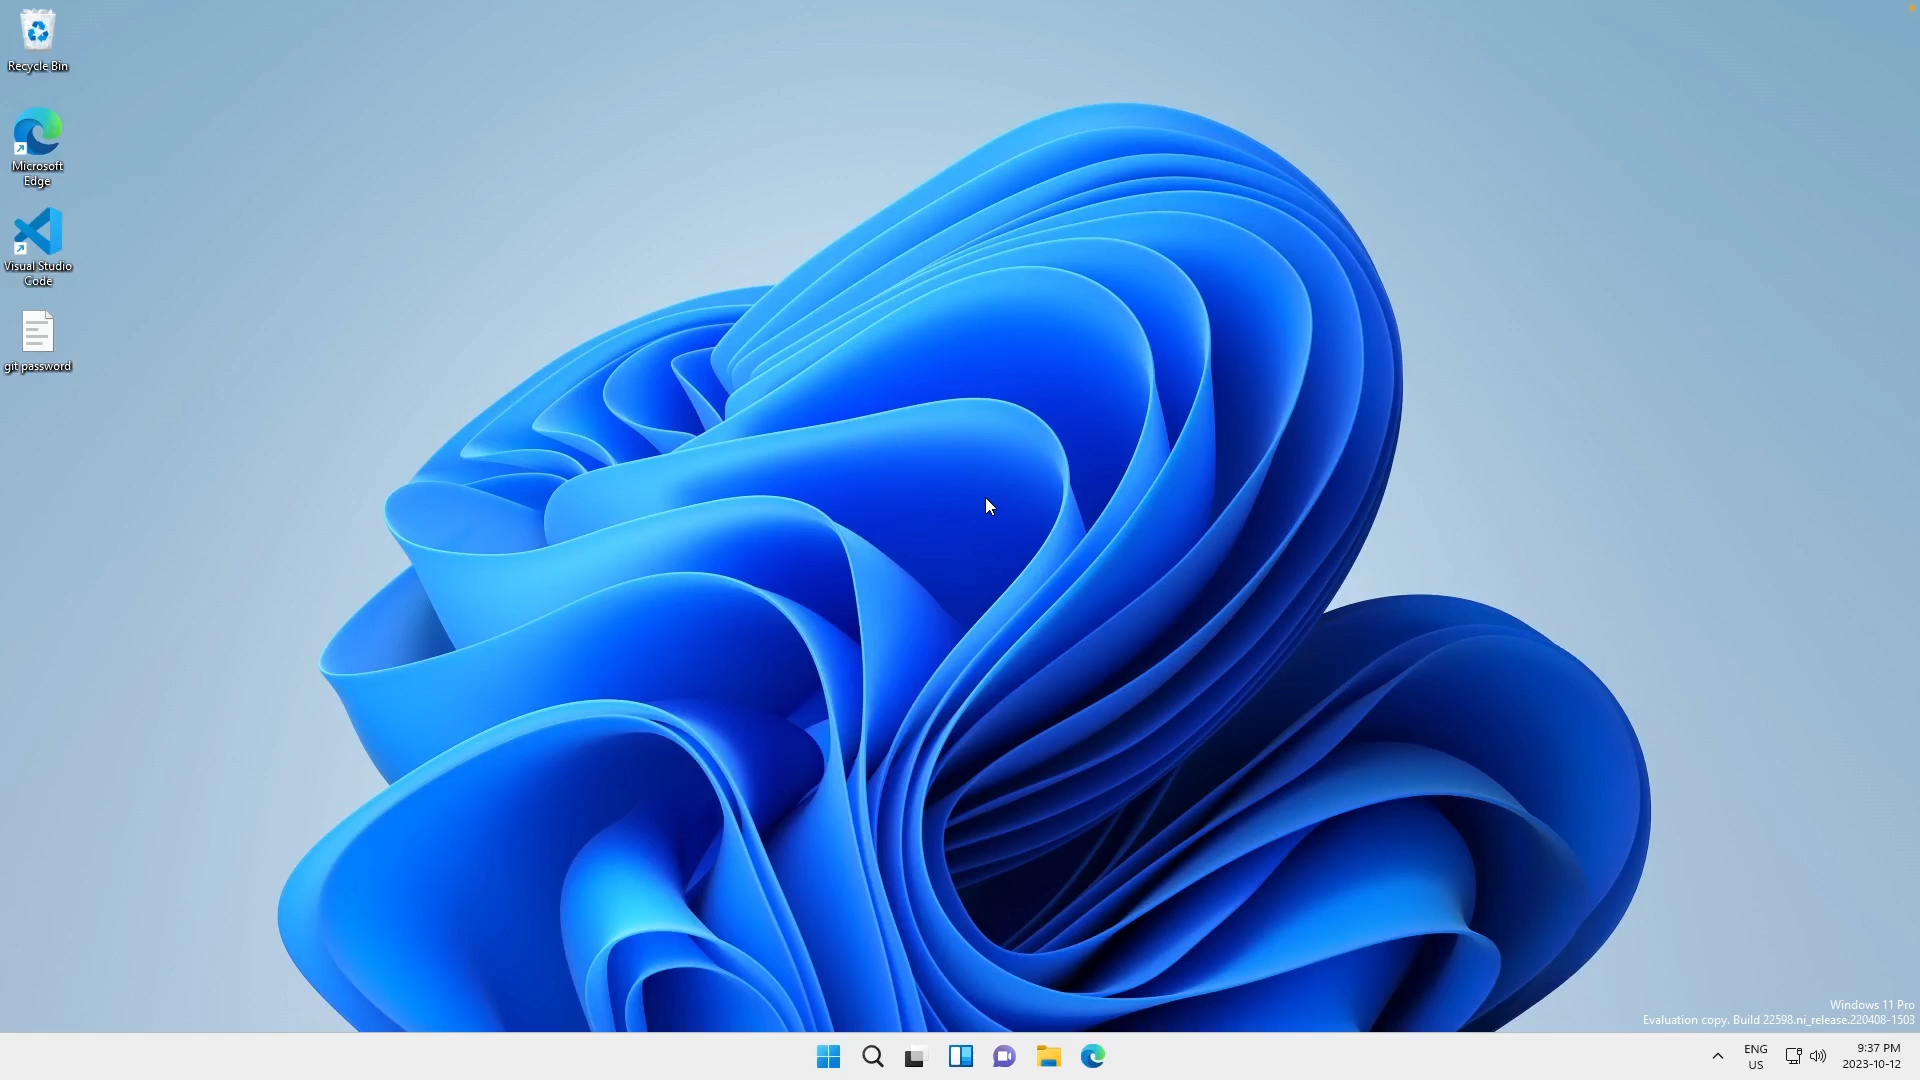 Recycle Bin
Microsoft
Edge
Visual Studio
Code
git password
Windows 11 Pro
Evaluation copy. Build 22598.ni_release.220408-1503
ENG
US
9:37 PM
2023-10-12